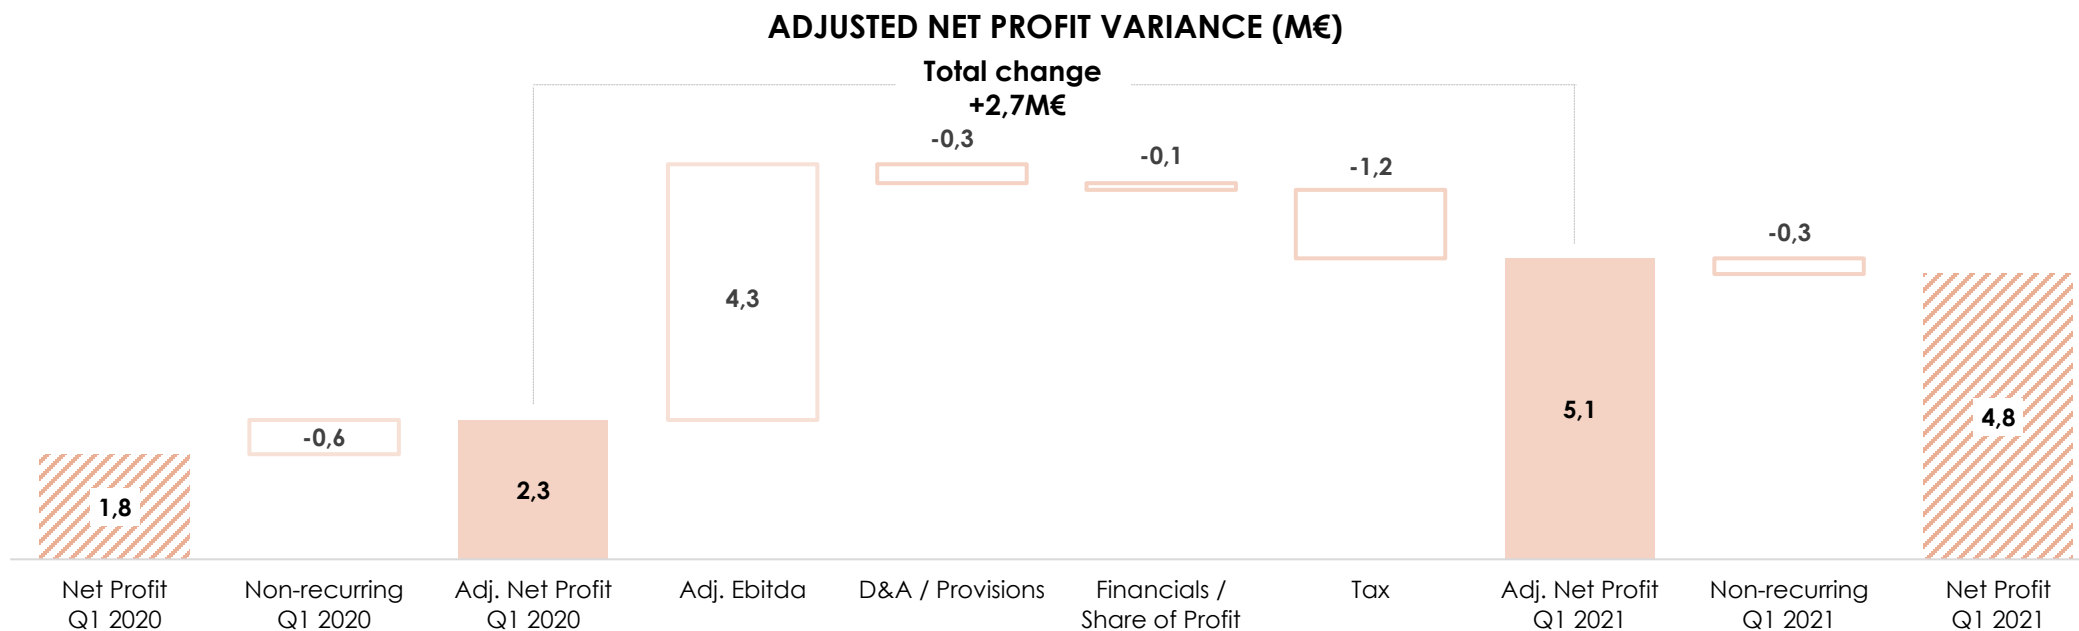 ADJUSTED NET PROFIT VARIANCE (M€)
Total change
+2,7M€
-0,3
-0,1
-1,2
-0,3
4,3
-0,6
5,1
4,8
2,3
1,8
Net Profit
Q1 2020
Non-recurring
Q1 2020
Adj. Net Profit
Q1 2020
Adj. Ebitda
D&A / Provisions
Financials /
Share of Profit
Tax
Adj. Net Profit
Q1 2021
Non-recurring
Q1 2021
Net Profit
Q1 2021